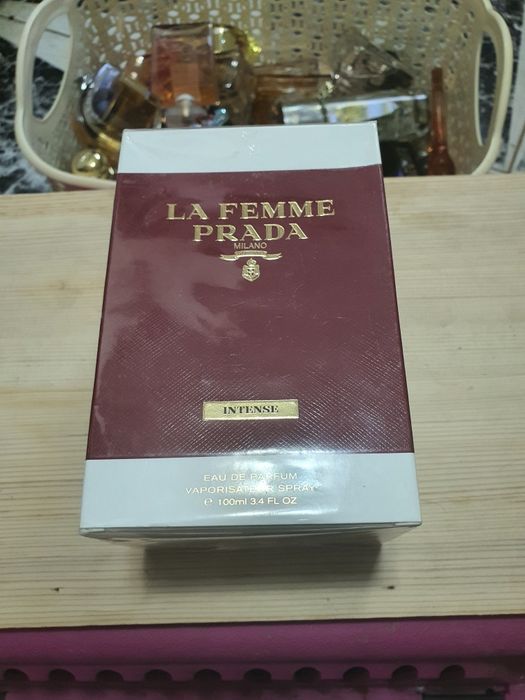 LA FEMME
PRADA
MILANO
INTENSE
EAU DE PARFUM
VAPORISATEUR SPRAY
℮ 100ml 3.4 FL OZ